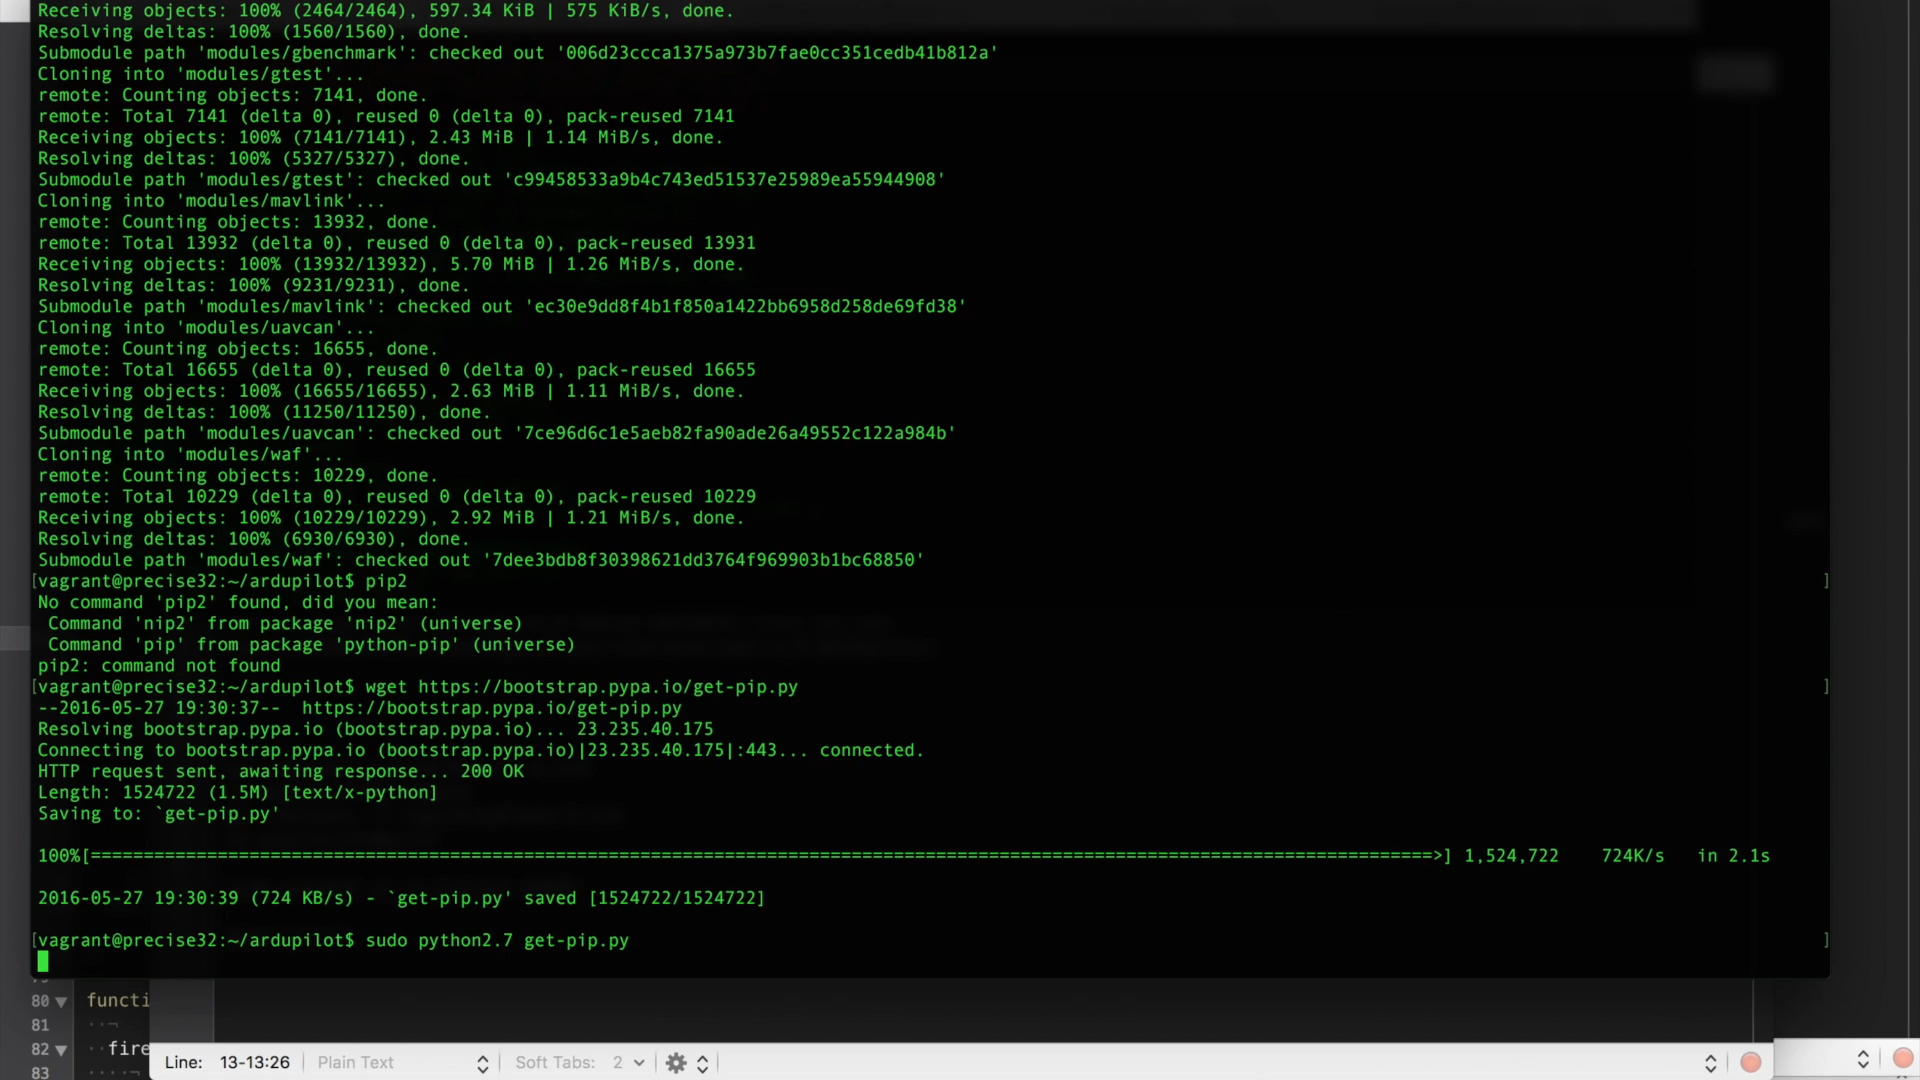 Receiving objects: 100% (2464/2464), 597.34 KiB | 575 KiB/s, done.
Resolving deltas: 100% (1560/1560), done.
Submodule path 'modules/gbenchmark': checked out '006d23ccca1375a973b7fae0cc351cedb41b812a'
Cloning into 'modules/gtest'...
remote: Counting objects: 7141, done.
remote: Total 7141 (delta 0), reused 0 (delta 0), pack-reused 7141
Receiving objects: 100% (7141/7141), 2.43 MiB | 1.14 MiB/s, done.
Resolving deltas: 100% (5327/5327), done.
Submodule path 'modules/gtest': checked out 'c99458533a9b4c743ed51537e25989ea55944908'
Cloning into 'modules/mavlink'...
remote: Counting objects: 13932, done.
remote: Total 13932 (delta 0), reused 0 (delta 0), pack-reused 13931
Receiving objects: 100% (13932/13932), 5.70 MiB | 1.26 MiB/s, done.
Resolving deltas: 100% (9231/9231), done.
Submodule path 'modules/mavlink': checked out 'ec30e9dd8f4b1f850a1422bb6958d258de69fd38'
Cloning into 'modules/uavcan'...
remote: Counting objects: 16655, done.
remote: Total 16655 (delta 0), reused 0 (delta 0), pack-reused 16655
Receiving objects: 100% (16655/16655), 2.63 MiB | 1.11 MiB/s, done.
Resolving deltas: 100% (11250/11250), done.
Submodule path 'modules/uavcan': checked out '7ce96d6c1e5aeb82fa90ade26a49552c122a984b'
Cloning into 'modules/waf'...
remote: Counting objects: 10229, done.
remote: Total 10229 (delta 0), reused 0 (delta 0), pack-reused 10229
Receiving objects: 100% (10229/10229), 2.92 MiB | 1.21 MiB/s, done.
Resolving deltas: 100% (6930/6930), done.
Submodule path 'modules/waf': checked out '7dee3bdb8f30398621dd3764f969903b1bc68850'
[vagrant@precise32:~/ardupilot$ pip2 ]
No command 'pip2' found, did you mean:
 Command 'nip2' from package 'nip2' (universe)
 Command 'pip' from package 'python-pip' (universe)
pip2: command not found
[vagrant@precise32:~/ardupilot$ wget https://bootstrap.pypa.io/get-pip.py ]
--2016-05-27 19:30:37--  https://bootstrap.pypa.io/get-pip.py
Resolving bootstrap.pypa.io (bootstrap.pypa.io)... 23.235.40.175
Connecting to bootstrap.pypa.io (bootstrap.pypa.io)|23.235.40.175|:443... connected.
HTTP request sent, awaiting response... 200 OK
Length: 1524722 (1.5M) [text/x-python]
Saving to: `get-pip.py'
100%[================================================================================================================================>] 1,524,722    724K/s   in 2.1s
2016-05-27 19:30:39 (724 KB/s) - `get-pip.py' saved [1524722/1524722]
[vagrant@precise32:~/ardupilot$ sudo python2.7 get-pip.py ]
80 functi
81
82 fire
83
Line: 13-13:26 Plain Text Soft Tabs: 2